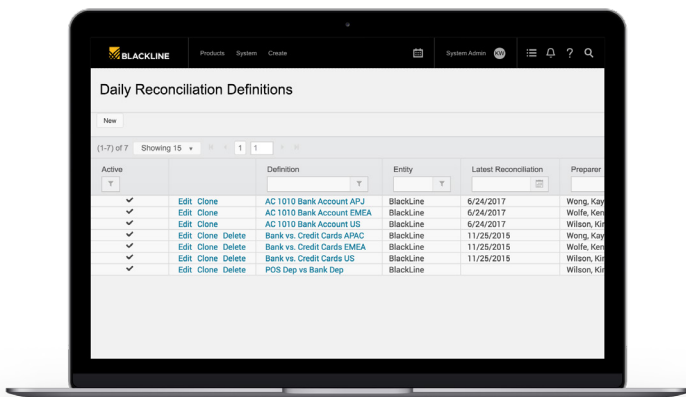 BLACKLINE Products System Create System Admin KW ?
Daily Reconciliation Definitions
New
(1-7) of 7 Showing 15 1 1
Active Definition Entity Latest Reconciliation Preparer
Edit Clone AC 1010 Bank Account APJ BlackLine 6/24/2017 Wong, Kay
Edit Clone AC 1010 Bank Account EMEA BlackLine 6/24/2017 Wolfe, Ken
Edit Clone AC 1010 Bank Account US BlackLine 6/24/2017 Wilson, Kir
Edit Clone Delete Bank vs. Credit Cards APAC BlackLine 11/25/2015 Wong, Kay
Edit Clone Delete Bank vs. Credit Cards EMEA BlackLine 11/25/2015 Wolfe, Ken
Edit Clone Delete Bank vs. Credit Cards US BlackLine 11/25/2015 Wilson, Kir
Edit Clone Delete POS Dep vs Bank Dep BlackLine Wilson, Kir